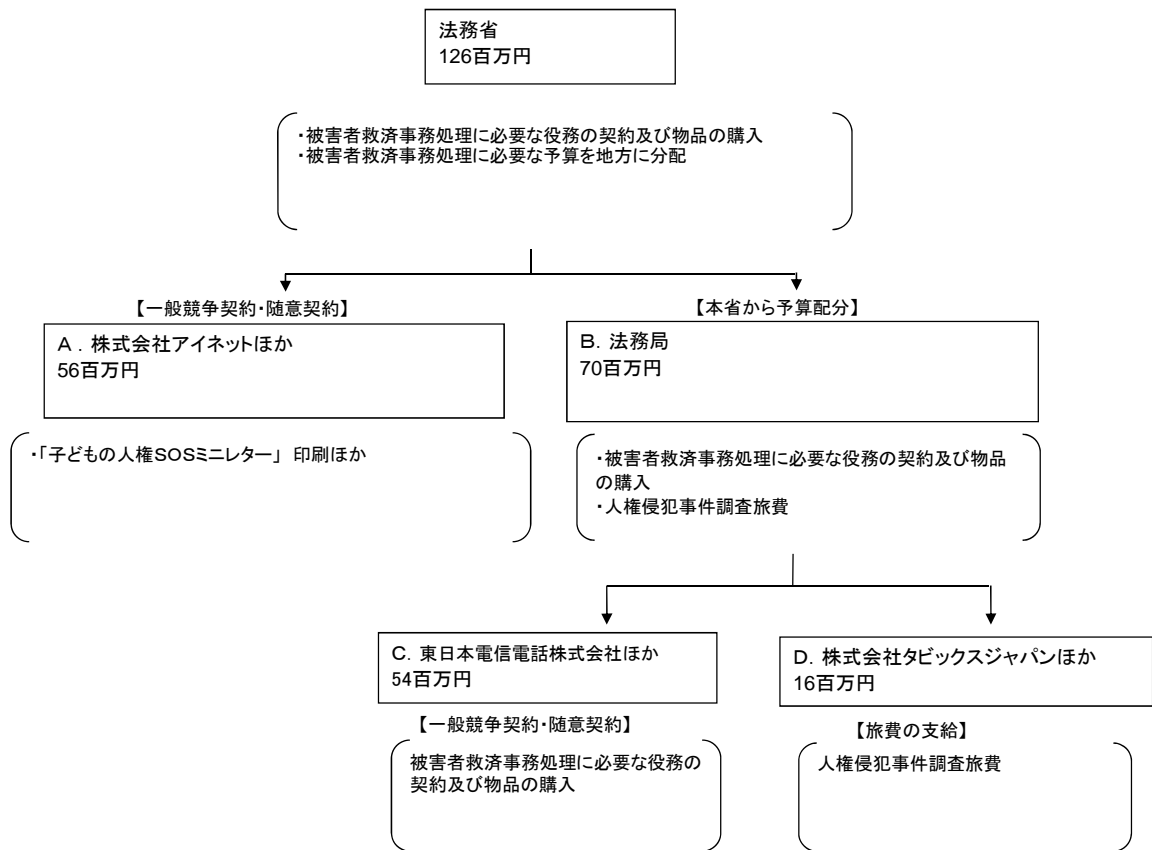 法務省
126百万円
・被害者救済事務処理に必要な役務の契約及び物品の購入
・被害者救済事務処理に必要な予算を地方に分配
【一般競争契約・随意契約】
A．株式会社アイネットほか
56百万円
・「子どもの人権SOSミニレター」 印刷ほか
【本省から予算配分】
B．法務局
70百万円
・被害者救済事務処理に必要な役務の契約及び物品
の購入
・人権侵犯事件調査旅費
C．東日本電信電話株式会社ほか
54百万円
【一般競争契約・随意契約】
被害者救済事務処理に必要な役務の
契約及び物品の購入
D．株式会社タビックスジャパンほか
16百万円
【旅費の支給】
人権侵犯事件調査旅費